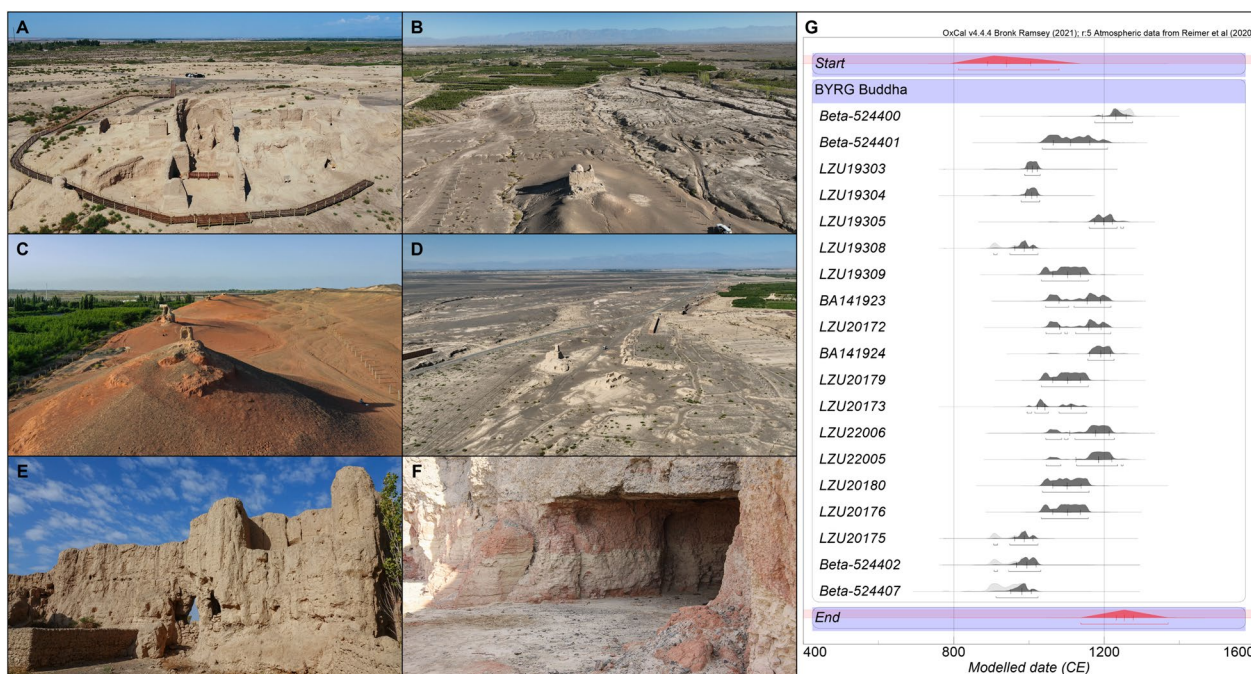 A
B
C
D
E
F
G
OxCal v4.4.4 Bronk Ramsey (2021); r:5 Atmospheric data from Reimer et al (2020
Start
BYRG Buddha
Beta-524400
Beta-524401
LZU19303
LZU19304
LZU19305
LZU19308
LZU19309
BA141923
LZU20172
BA141924
LZU20179
LZU20173
LZU22006
LZU22005
LZU20180
LZU20176
LZU20175
Beta-524402
Beta-524407
End
400 800 1200 1600
Modelled date (CE)